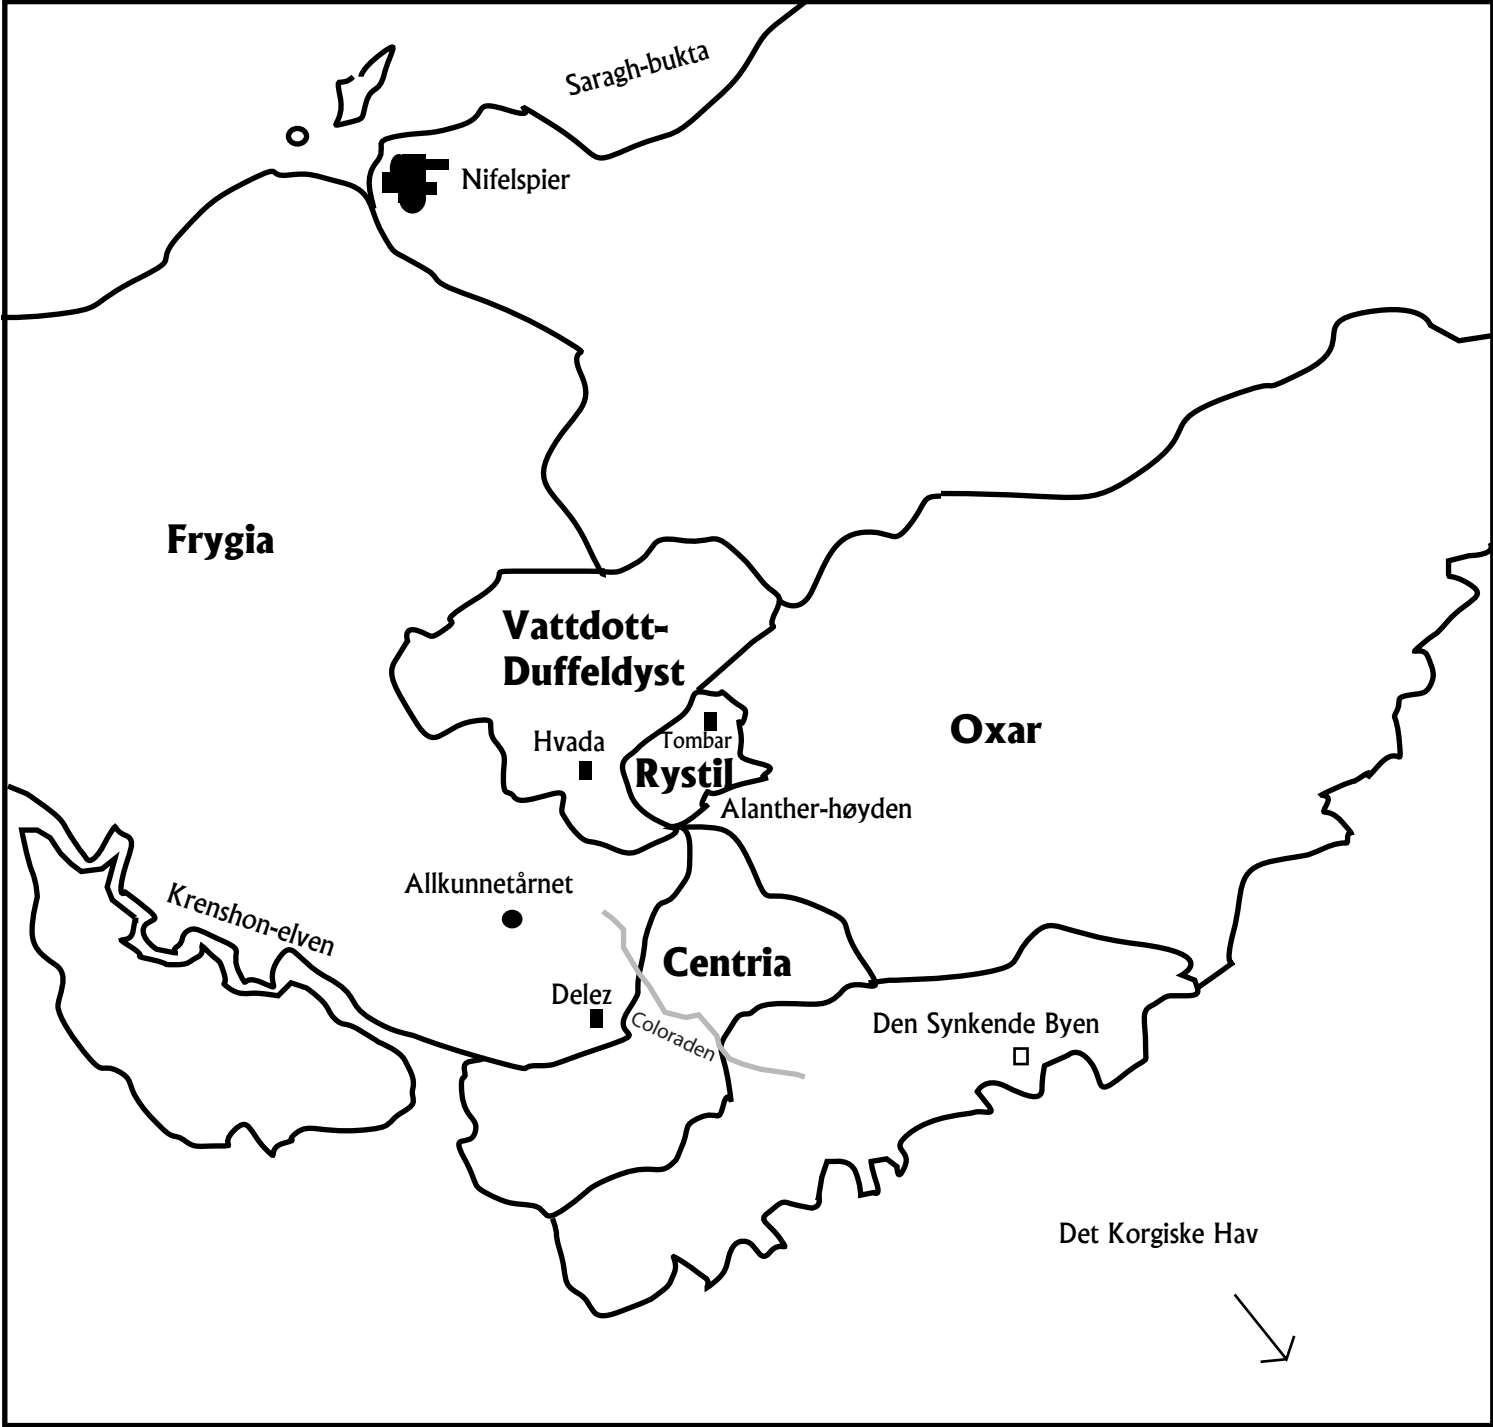 Saragh-bukta
Nifelspier
Frygia
Vattdott-
Duffeldyst
Oxar
Hvada
Tombar
Rystil
Alanther-høyden
Allkunnetårnet
Krenshon-elven
Centria
Delez
Coloraden
Den Synkende Byen
Det Korgiske Hav